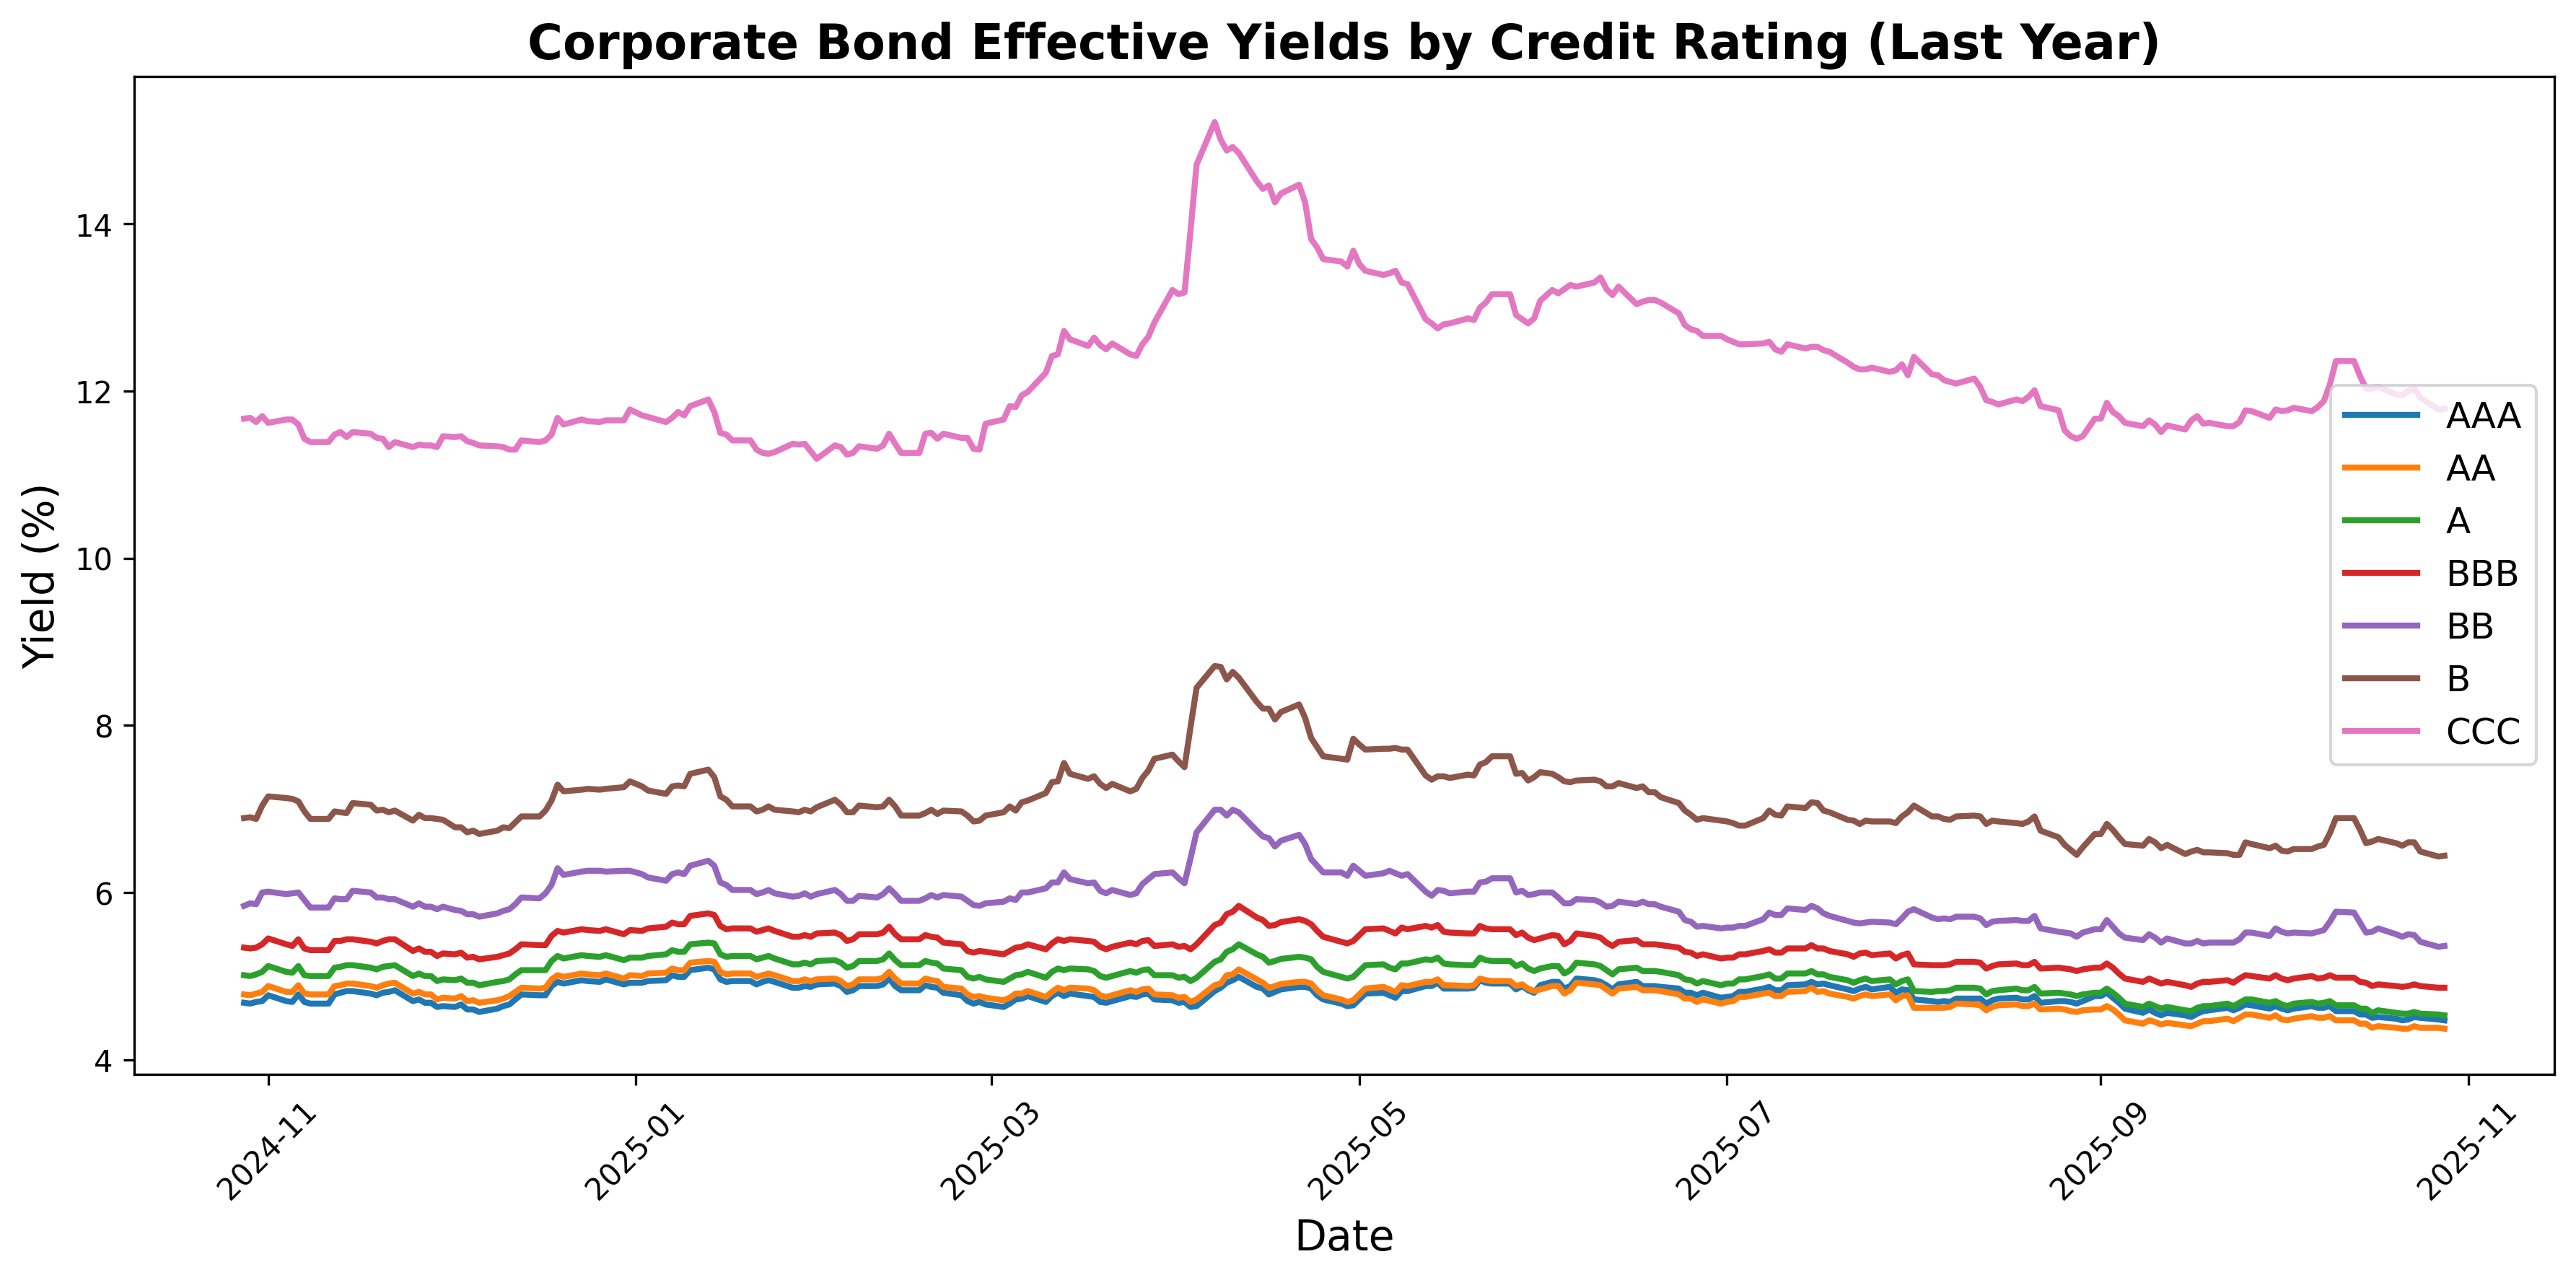 Corporate Bond Effective Yields by Credit Rating (Last Year)
Yield (%)
14
12
10
8
6
4
AAA
AA
A
BBB
BB
B
CCC
2024-11
2025-01
2025-03
2025-05
2025-07
2025-09
2025-11
Date